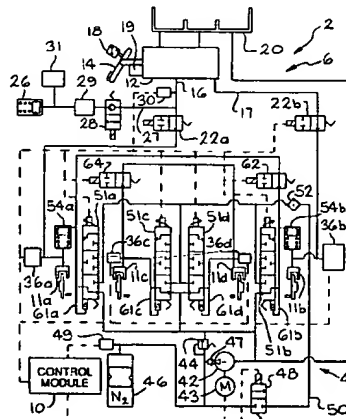 18 19 20 2
31 14 6
26 29 12 16
30 17
28 27 22a 22b
64 62 52
54a 51a 51c 51d 54b
36c 36d 36b
36a 11a 11c 11d 11b
61a 61c 61d 61b
49 44 47 51b
42 48 4
10 CONTROL MODULE N₂ 46 43 M 50